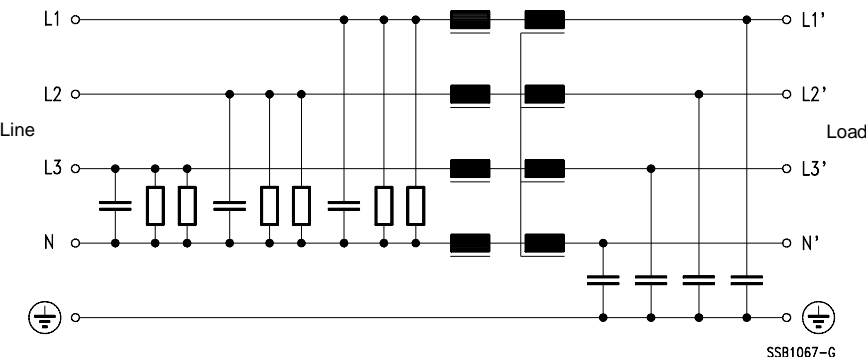 L1 L1'
L2 L2'
Line Load
L3 L3'
N N'
SSB1067-G